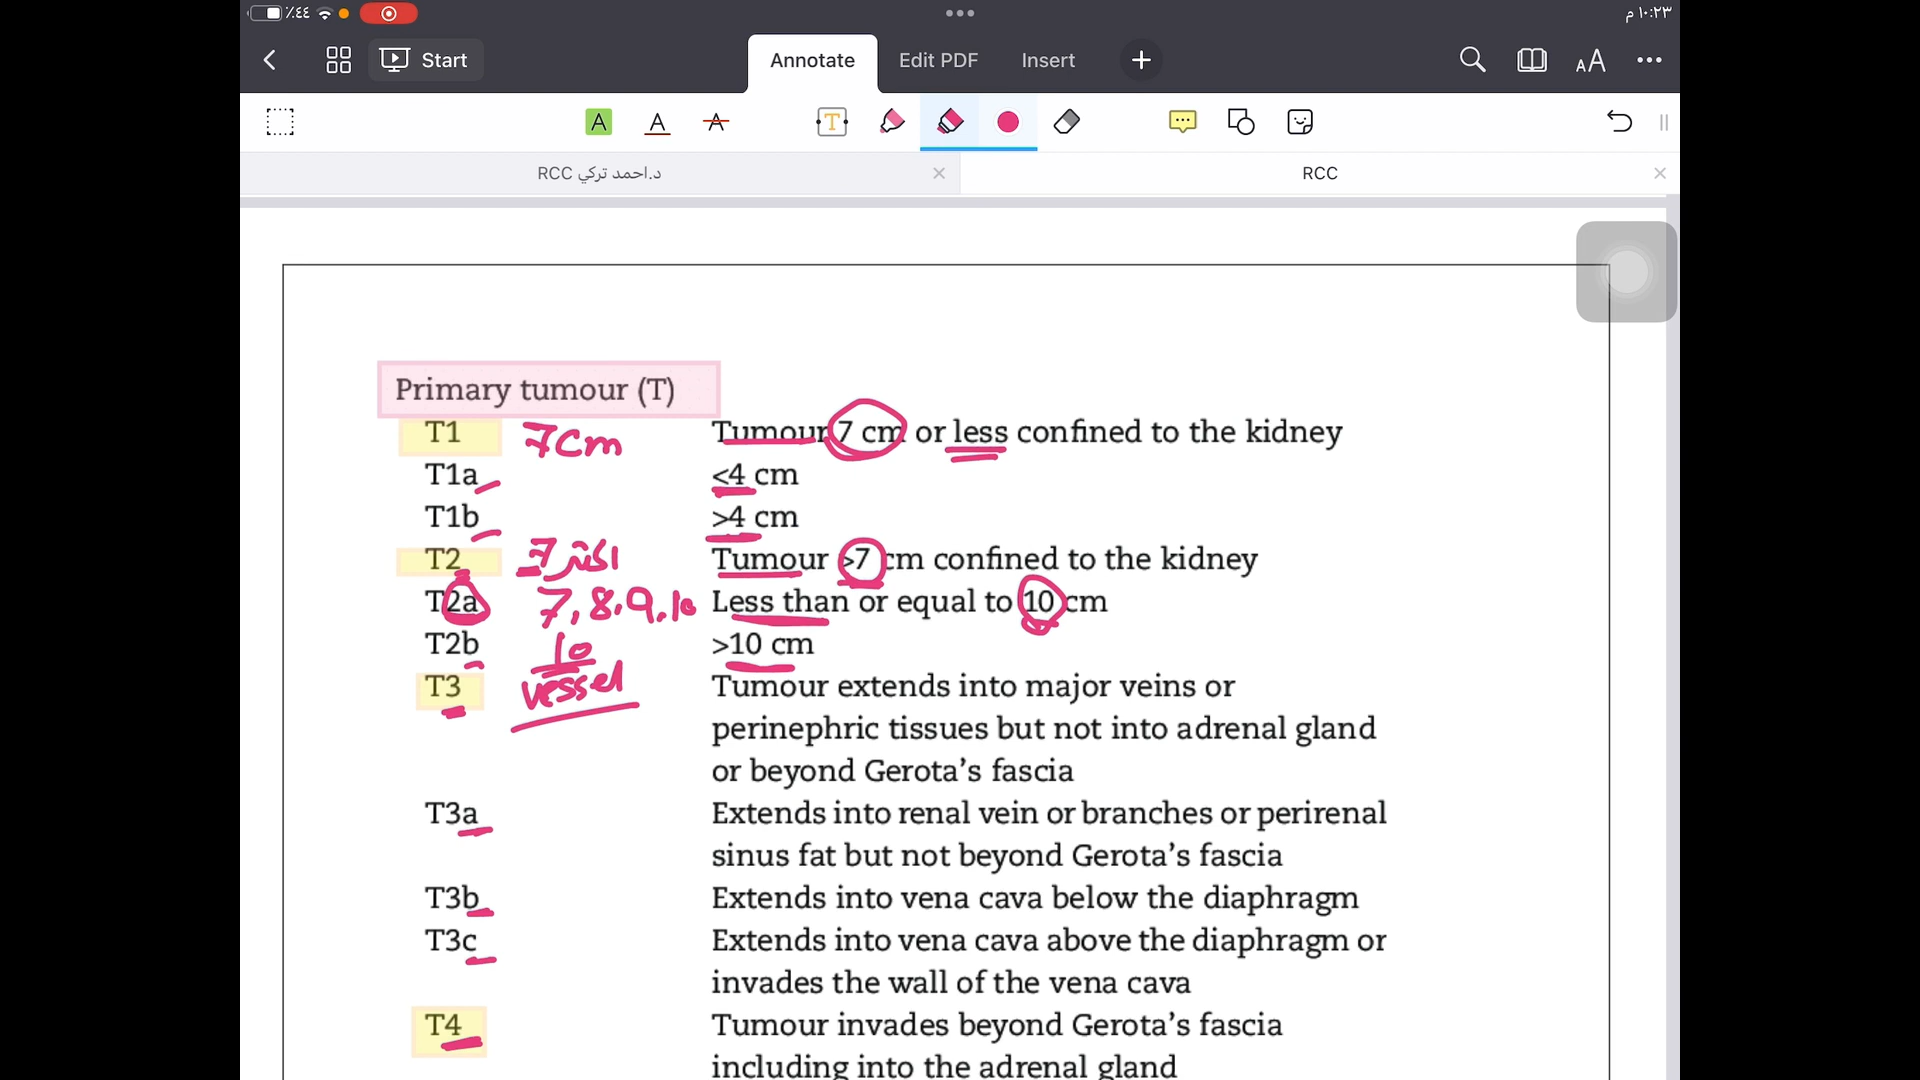 ٪٤٤
١٠:٢٣ م
Start
Annotate
Edit PDF
Insert
RCC د.احمد تركي
RCC
Primary tumour (T)
T1 7cm Tumour 7 cm or less confined to the kidney
T1a <4 cm
T1b >4 cm
T2 اكثر 7 Tumour >7 cm confined to the kidney
T2a 7,8,9,10 Less than or equal to 10 cm
T2b 10 >10 cm
T3 vessel Tumour extends into major veins or
perinephric tissues but not into adrenal gland
or beyond Gerota's fascia
T3a Extends into renal vein or branches or perirenal
sinus fat but not beyond Gerota's fascia
T3b Extends into vena cava below the diaphragm
T3c Extends into vena cava above the diaphragm or
invades the wall of the vena cava
T4 Tumour invades beyond Gerota's fascia
including into the adrenal gland